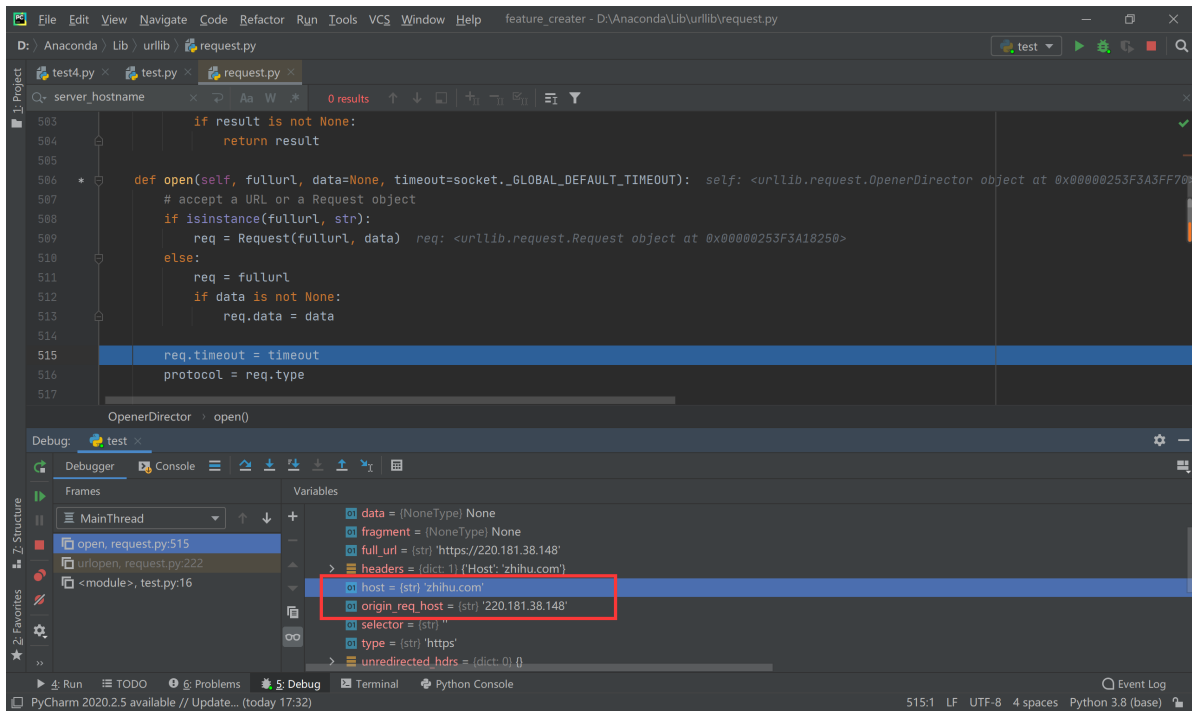 File Edit View Navigate Code Refactor Run Tools VCS Window Help feature_creater - D:\Anaconda\Lib\urllib\request.py
D: Anaconda Lib urllib request.py test
test4.py test.py request.py
server_hostname Aa W .* 0 results
503 if result is not None:
504 return result
505
506 * def open(self, fullurl, data=None, timeout=socket._GLOBAL_DEFAULT_TIMEOUT): self: <urllib.request.OpenerDirector object at 0x00000253F3A3FF70>
507 # accept a URL or a Request object
508 if isinstance(fullurl, str):
509 req = Request(fullurl, data) req: <urllib.request.Request object at 0x00000253F3A18250>
510 else:
511 req = fullurl
512 if data is not None:
513 req.data = data
514
515 req.timeout = timeout
516 protocol = req.type
517
OpenerDirector open()
Debug: test
Debugger Console
Frames Variables
MainThread
open, request.py:515
urlopen, request.py:222
<module>, test.py:16
data = {NoneType} None
fragment = {NoneType} None
full_url = {str} 'https://220.181.38.148'
headers = {dict: 1} {'Host': 'zhihu.com'}
host = {str} 'zhihu.com'
origin_req_host = {str} '220.181.38.148'
selector = {str} ''
type = {str} 'https'
unredirected_hdrs = {dict: 0} {}
1: Project
7: Structure
2: Favorites
4: Run TODO 6: Problems 5: Debug Terminal Python Console Event Log
PyCharm 2020.2.5 available // Update... (today 17:32) 515:1 LF UTF-8 4 spaces Python 3.8 (base)